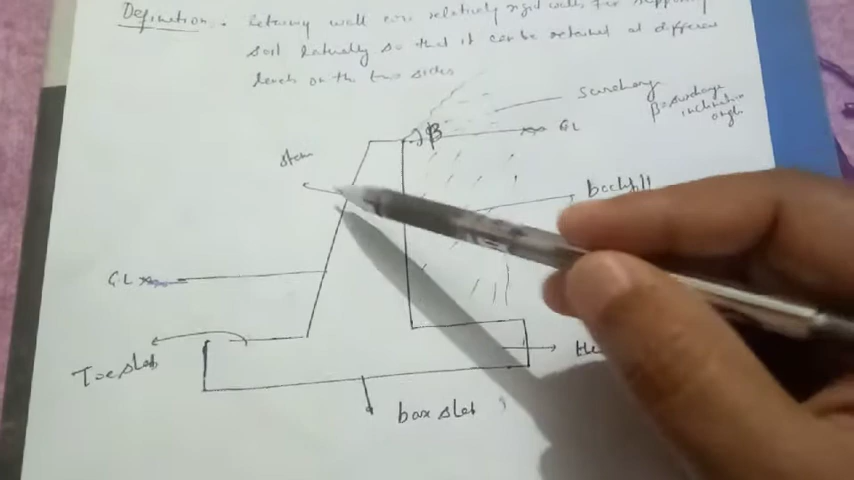 Definition. Retaining wall are relatively rigid walls for supporting
soil laterally so that it can be retained at different
levels on the two sides
Surcharge
β = surcharge
inclination
angle
β
GL
stem
backfill
GL
Toe slab
base slab